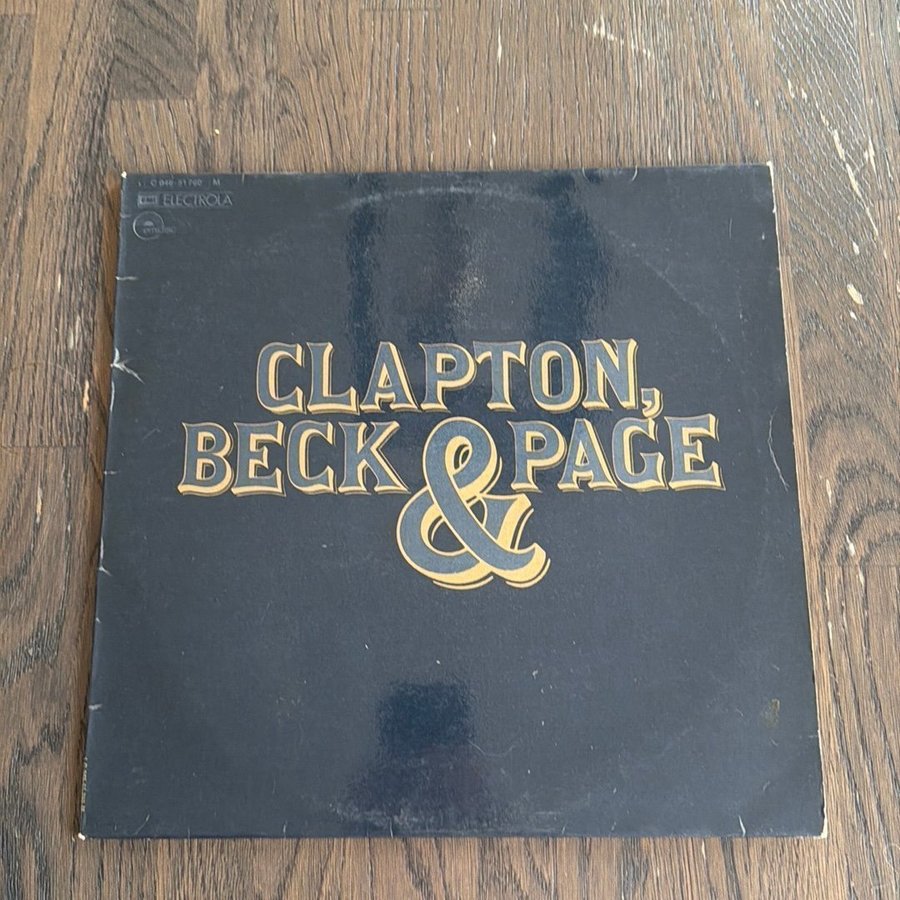 ELECTROLA
CLAPTON,
BECK & PAGE